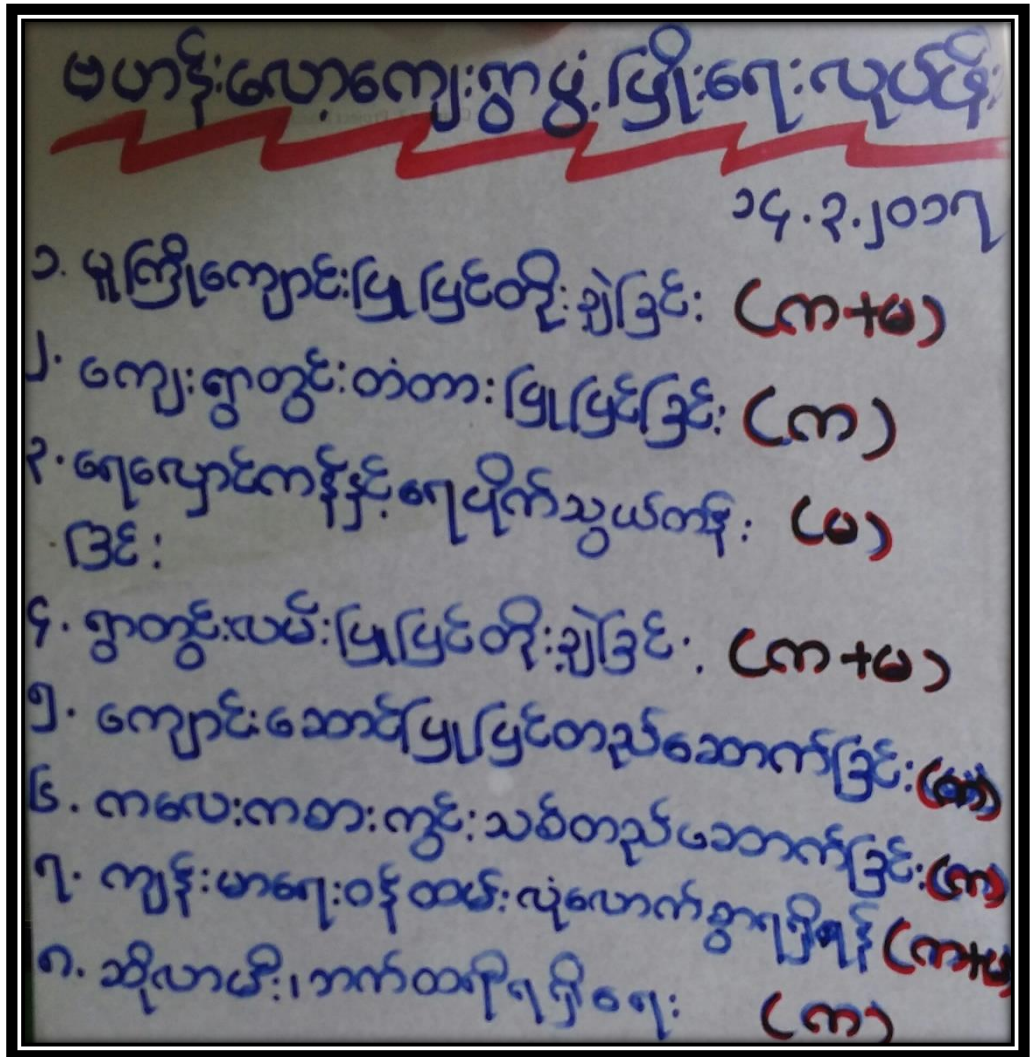 ဗဟန်းလော့ကျေးရွာဖွံ့ဖြိုးရေးလုပ်ဖို့
၁၄.၃.၂၀၁၇
၁. မူကြိုကျောင်းပြုပြင်တိုးချဲ့ခြင်း (က+မ)
၂. ကျေးရွာတွင်းတံတားပြုပြင်ခြင်း (က)
၃. ရေလှောင်ကန်နှင့်ရေပိုက်သွယ်တန်း (မ)
ခြင်း
၄. ရွာတွင်းလမ်းပြုပြင်တိုးချဲ့ခြင်း (က+မ)
၅. ကျောင်းဆောင်ပြုပြင်တည်ဆောက်ခြင်း (က)
၆. ကလေးကစားကွင်းသစ်တည်ဆောက်ခြင်း (က)
၇. ကျန်းမာရေးဝန်ထမ်းလုံလောက်စွာရရှိရန် (က+မ)
၈. ဆိုလာမီး၊ ဘက်ထရီရရှိရေး (က)